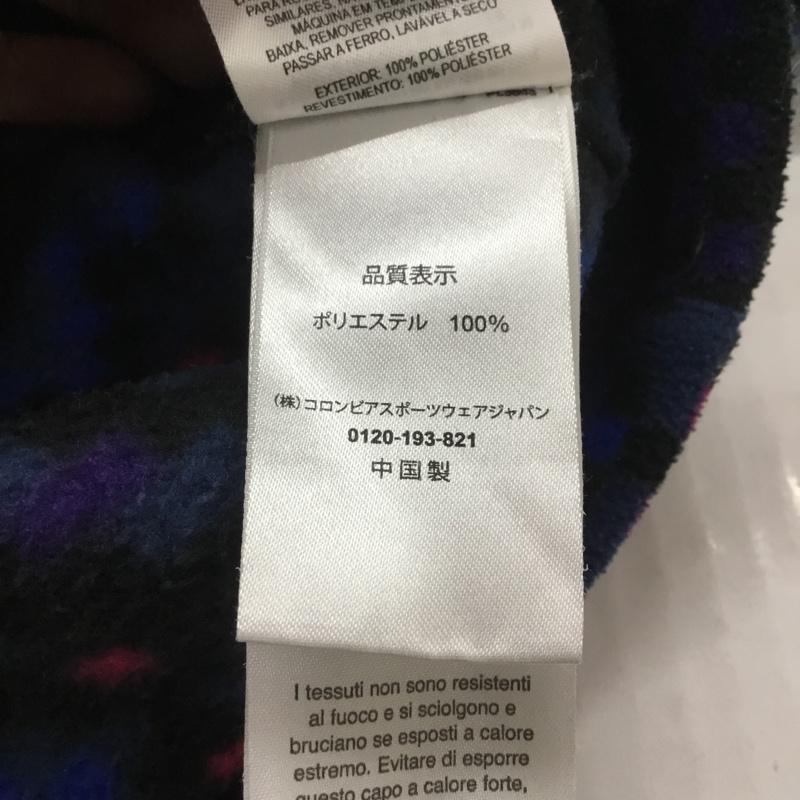 SIMILARES, 
MÁQUINA EM
BAIXA, REMOVER PRONTAMENTE
PASSAR A FERRO, LAVÁVEL A SECO
EXTERIOR: 100% POLIÉSTER
REVESTIMENTO: 100% POLIÉSTER
品質表示
ポリエステル 100%
(株)コロンビアスポーツウェアジャパン
0120-193-821
中国製
I tessuti non sono resistenti
al fuoco e si sciolgono e
bruciano se esposti a calore
estremo. Evitare di esporre
questo capo a calore forte,